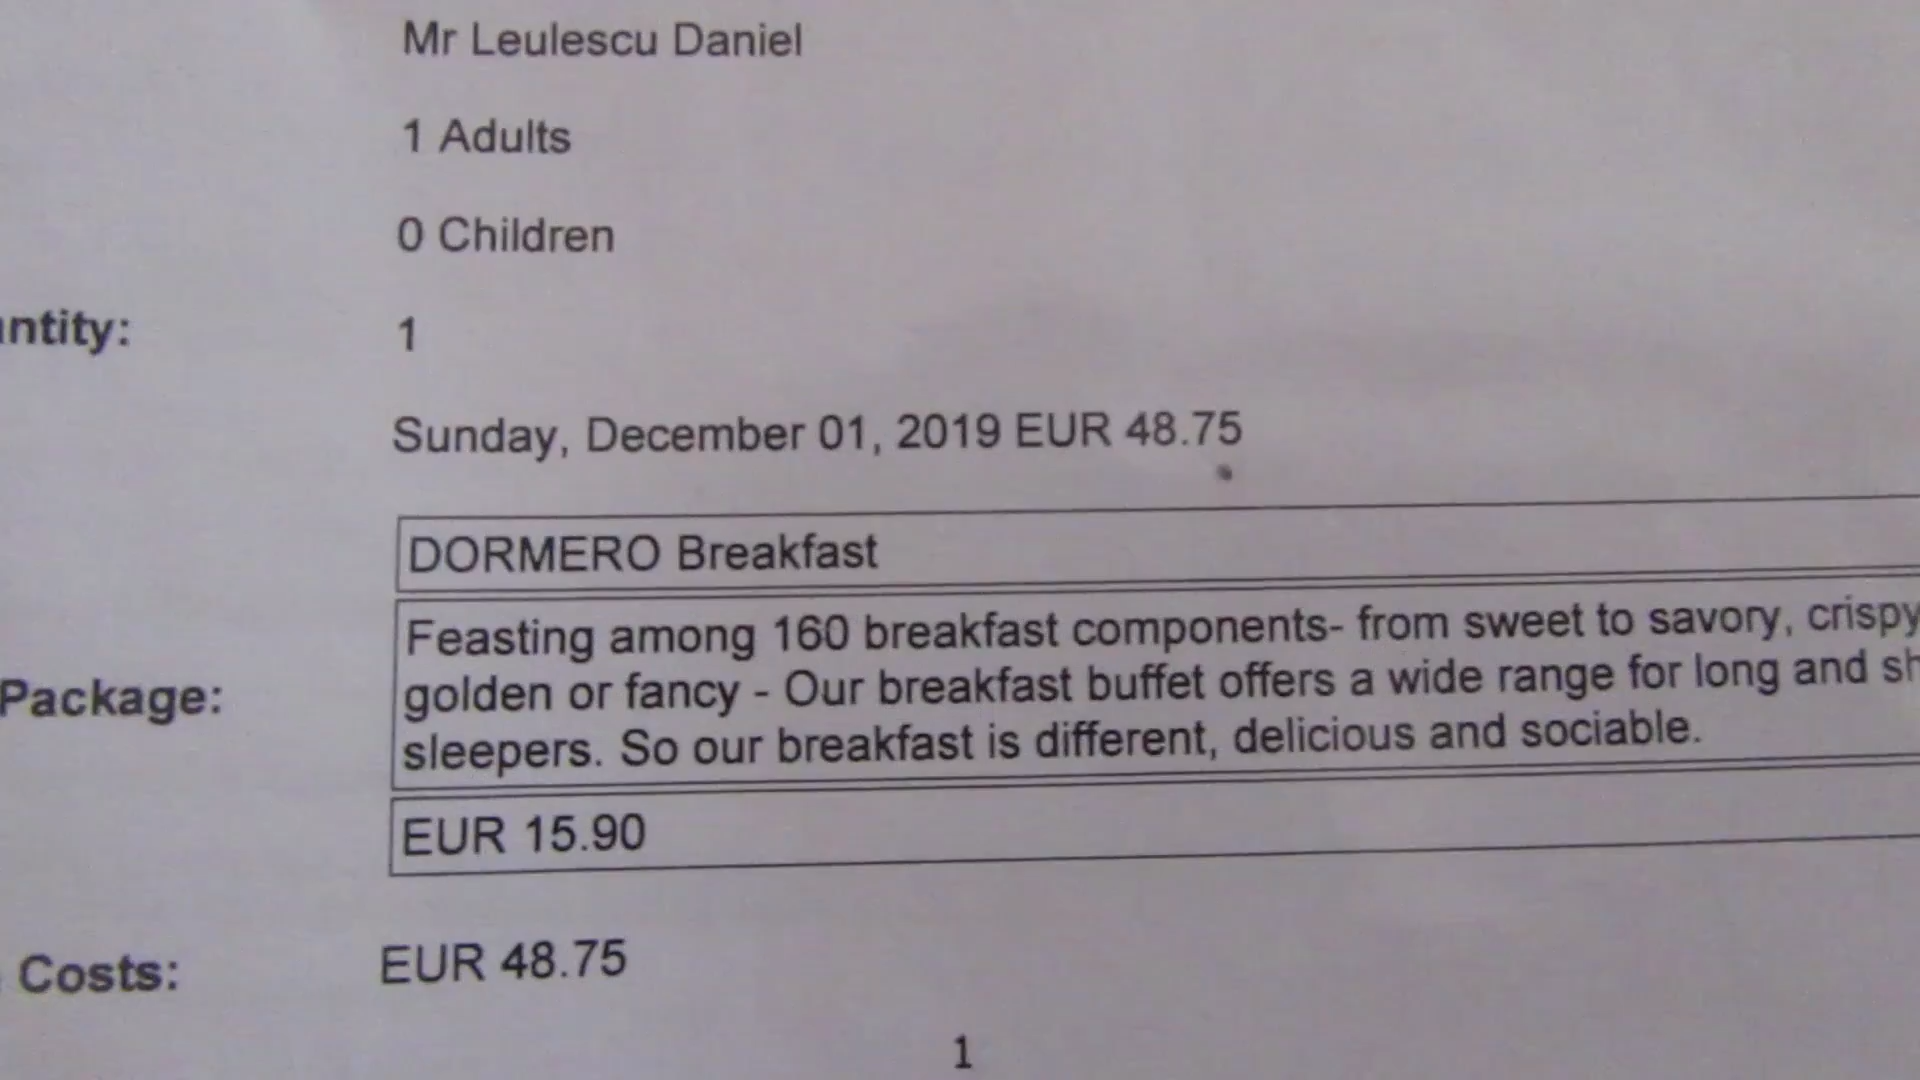 Mr Leulescu Daniel
1 Adults
0 Children
1
Sunday, December 01, 2019 EUR 48.75
DORMERO Breakfast
Feasting among 160 breakfast components- from sweet to savory, crispy
Package:
golden or fancy - Our breakfast buffet offers a wide range for long and
sleepers. So our breakfast is different, delicious and sociable.
EUR 15.90
Costs: EUR 48.75
1